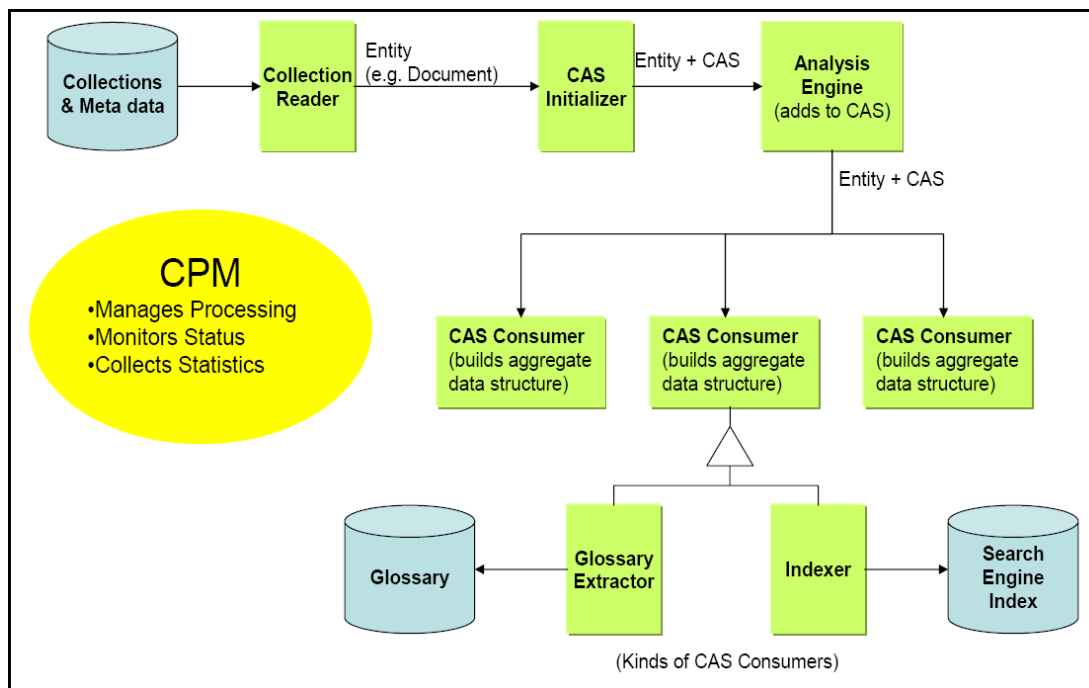 Collections
& Meta data
Collection
Reader
Entity
(e.g. Document)
CAS
Initializer
Entity + CAS
Analysis
Engine
(adds to CAS)
Entity + CAS
CPM
•Manages Processing
•Monitors Status
•Collects Statistics
CAS Consumer
(builds aggregate
data structure)
CAS Consumer
(builds aggregate
data structure)
CAS Consumer
(builds aggregate
data structure)
Glossary
Glossary
Extractor
Indexer
Search
Engine
Index
(Kinds of CAS Consumers)